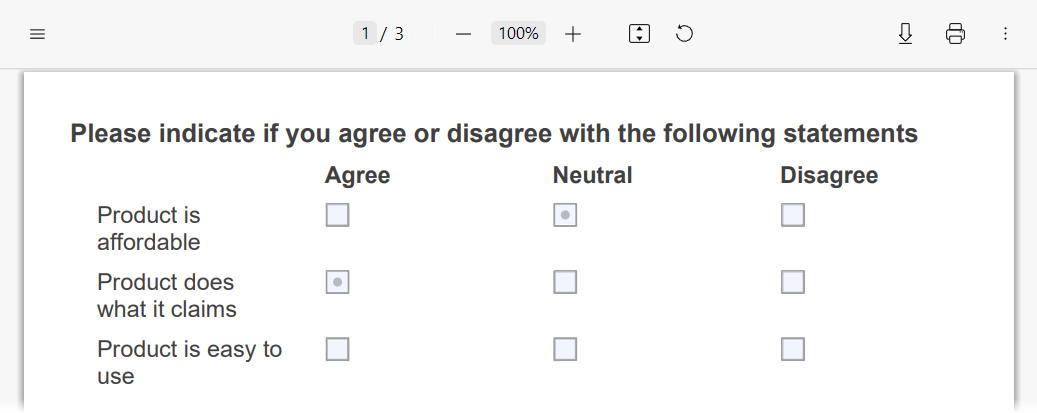 1 / 3 100%
Please indicate if you agree or disagree with the following statements
Agree Neutral Disagree
Product is
affordable
Product does
what it claims
Product is easy to
use